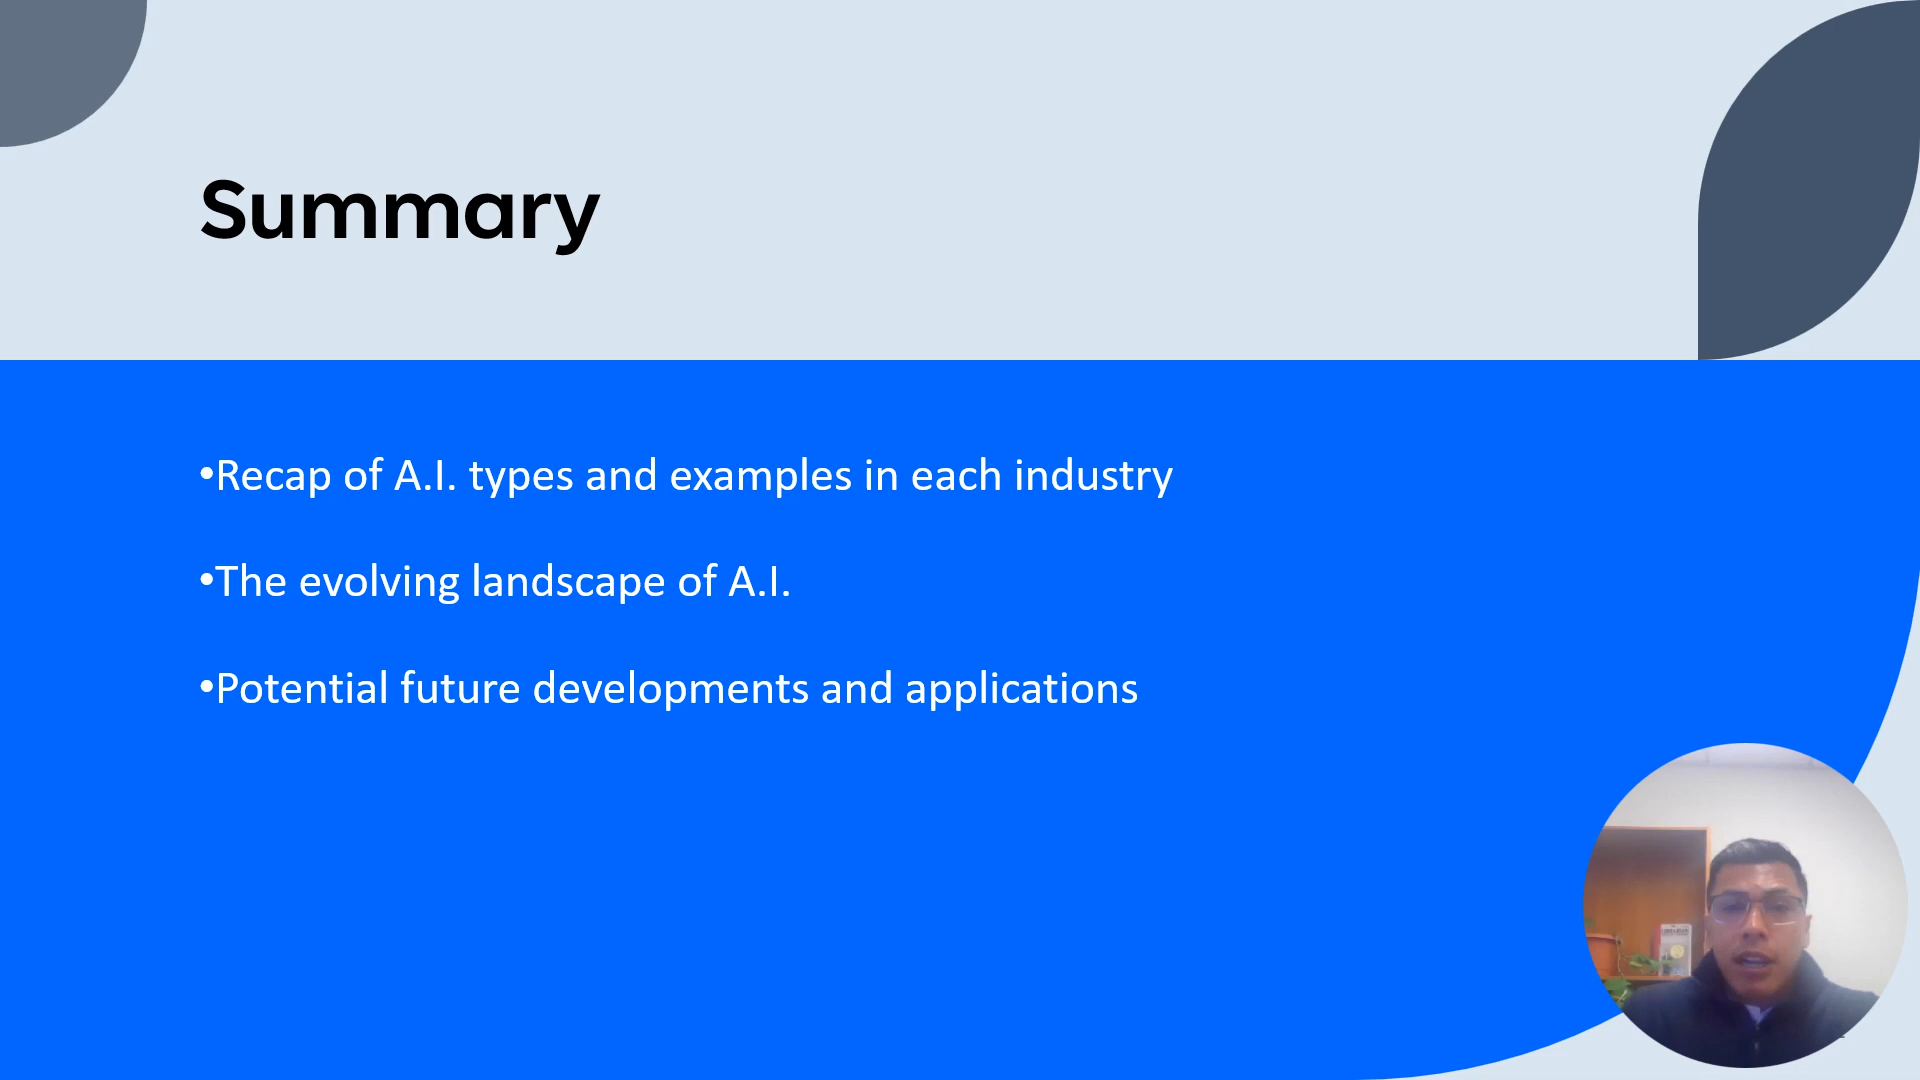 Summary
•Recap of A.I. types and examples in each industry
•The evolving landscape of A.I.
•Potential future developments and applications